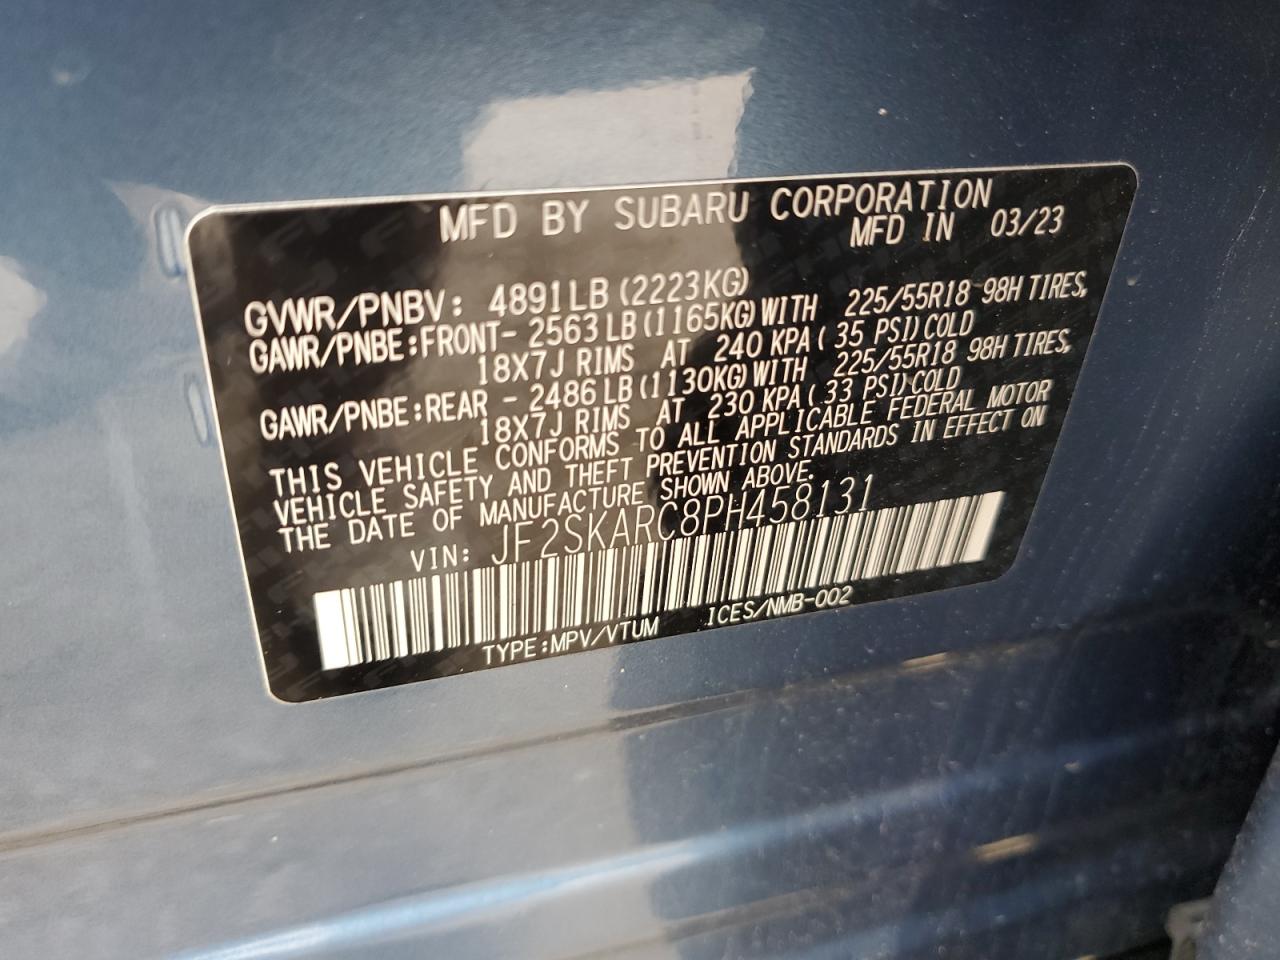 MFD BY SUBARU CORPORATION
MFD IN 03/23
GVWR/PNBV: 4891LB (2223KG)
GAWR/PNBE:FRONT- 2563LB(1165KG)WITH 225/55R18 98H TIRES,
18X7J RIMS AT 240 KPA( 35 PSI)COLD
GAWR/PNBE:REAR - 2486LB(1130KG)WITH 225/55R18 98H TIRES,
18X7J RIMS AT 230 KPA( 33 PSI)COLD
THIS VEHICLE CONFORMS TO ALL APPLICABLE FEDERAL MOTOR
VEHICLE SAFETY AND THEFT PREVENTION STANDARDS IN EFFECT ON
THE DATE OF MANUFACTURE SHOWN ABOVE.
VIN: JF2SKARC8PH458131
TYPE:MPV/VTUM ICES/NMB-002